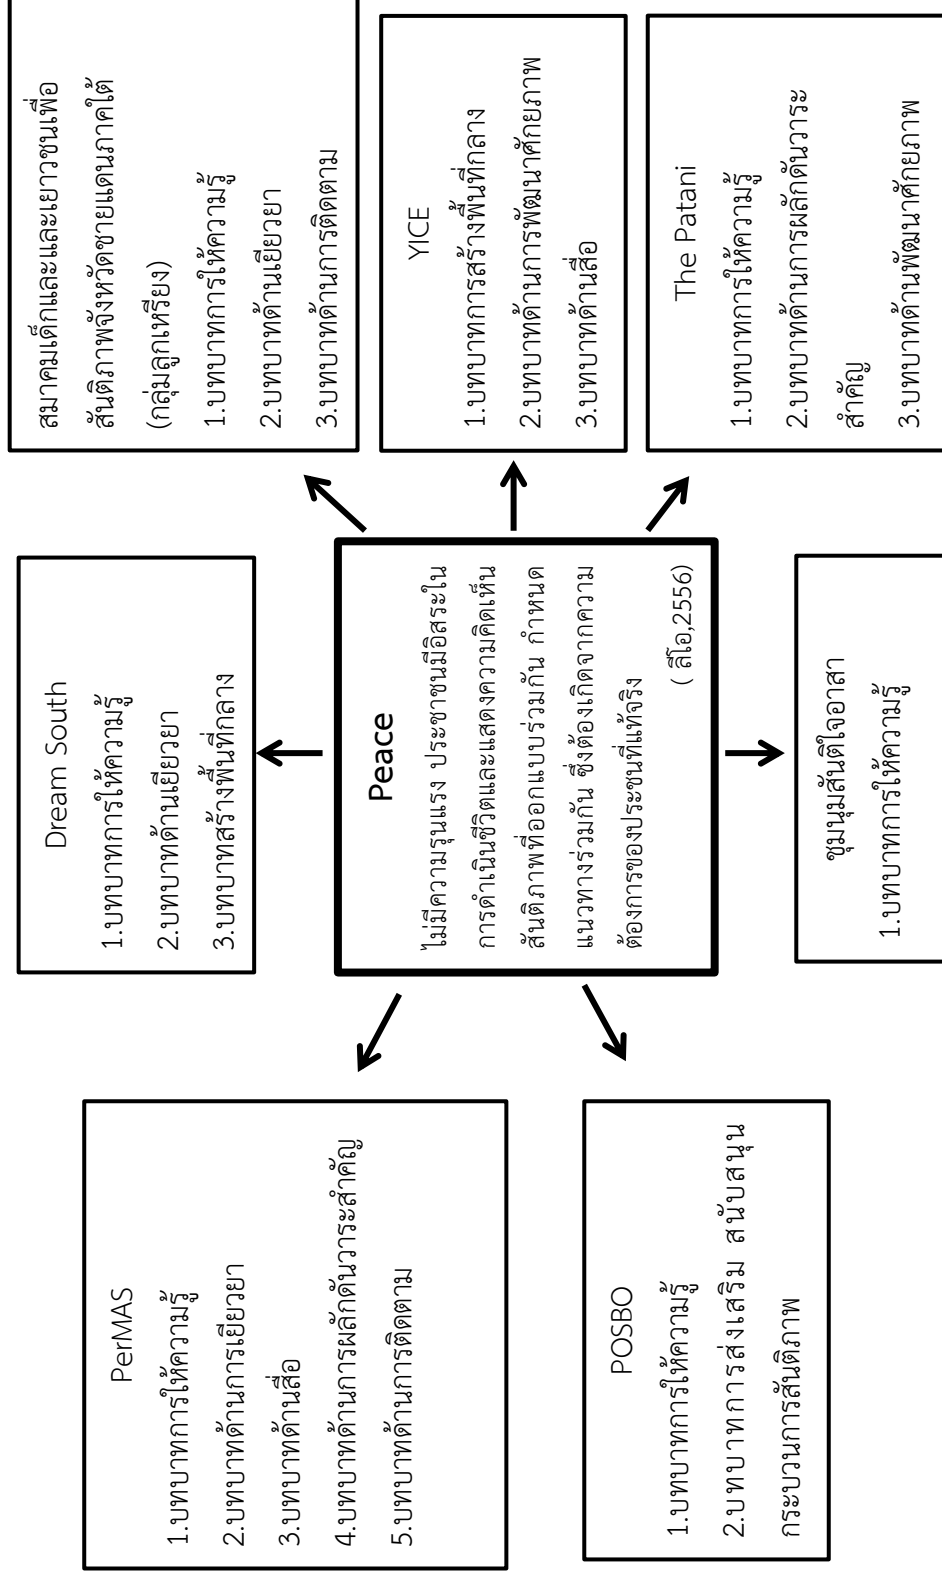 PerMAS
1.บทบาทการให้ความรู้
2.บทบาทด้านการเยียวยา
3.บทบาทด้านสื่อ
4.บทบาทด้านการผลักดันวาระสำคัญ
5.บทบาทด้านการติดตาม
Dream South
1.บทบาทการให้ความรู้
2.บทบาทด้านเยียวยา
3.บทบาทสร้างพื้นที่กลาง
สมาคมเด็กและและเยาวชนเพื่อ
สันติภาพจังหวัดชายแดนภาคใต้
(กลุ่มลูกเหรียง)
1.บทบาทการให้ความรู้
2.บทบาทด้านเยียวยา
3.บทบาทด้านการติดตาม
Peace
ไม่มีความรุนแรง ประชาชนมีอิสระใน
การดำเนินชีวิตและแสดงความคิดเห็น
สันติภาพที่ออกแบบร่วมกัน กำหนด
แนวทางร่วมกัน ซึ่งต้องเกิดจากความ
ต้องการของประชนที่แท้จริง
( ลีโอ,2556)
YICE
1.บทบาทการสร้างพื้นที่กลาง
2.บทบาทด้านการพัฒนาศักยภาพ
3.บทบาทด้านสื่อ
POSBO
1.บทบาทการให้ความรู้
2.บทบาทการส่งเสริม สนับสนุน
กระบวนการสันติภาพ
ชุมนุมสันติใจอาสา
1.บทบาทการให้ความรู้
The Patani
1.บทบาทการให้ความรู้
2.บทบาทด้านการผลักดันวาระ
สำคัญ
3.บทบาทด้านพัฒนาศักยภาพ